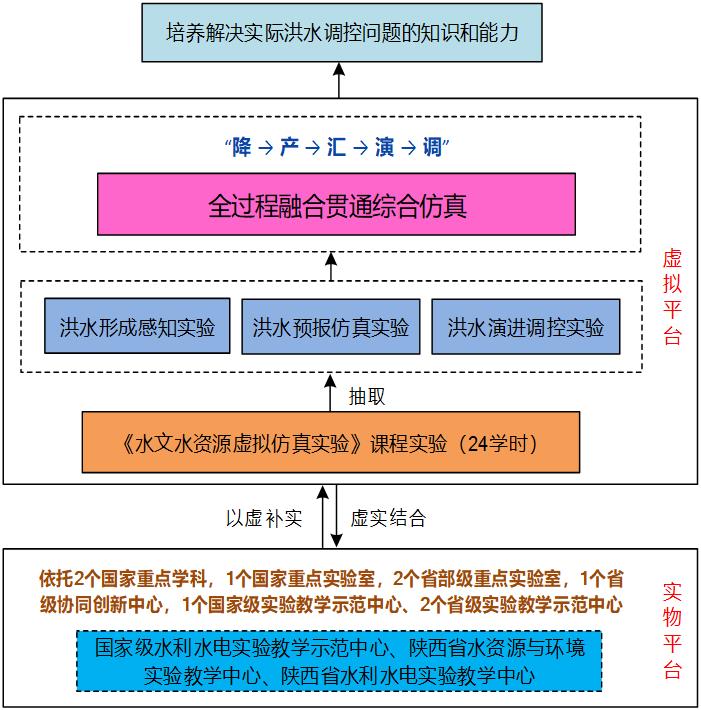 培养解决实际洪水调控问题的知识和能力
“降→产→汇→演→调”
全过程融合贯通综合仿真
虚拟平台
洪水形成感知实验
洪水预报仿真实验
洪水演进调控实验
抽取
《水文水资源虚拟仿真实验》课程实验（24学时）
以虚补实
虚实结合
依托2个国家重点学科，1个国家重点实验室，2个省部级重点实验室，1个省
级协同创新中心，1个国家级实验教学示范中心、2个省级实验教学示范中心
实物平台
国家级水利水电实验教学示范中心、陕西省水资源与环境
实验教学中心、陕西省水利水电实验教学中心